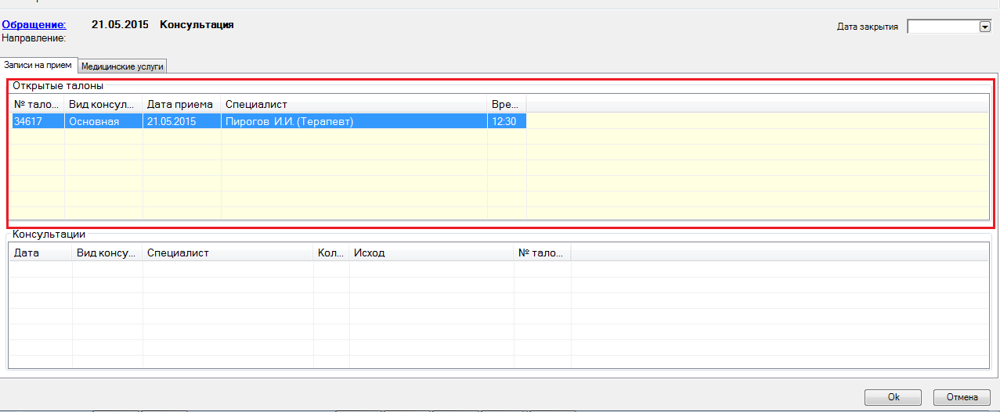 Обращение: 21.05.2015 Консультация
Дата закрытия
Направление:
Записи на прием Медицинские услуги
Открытые талоны
№ тало... Вид консул... Дата приема Специалист Вре...
34617 Основная 21.05.2015 Пирогов И.И. (Терапевт) 12:30
Консультации
Дата Вид консу... Специалист Кол... Исход № тало...
Ok Отмена